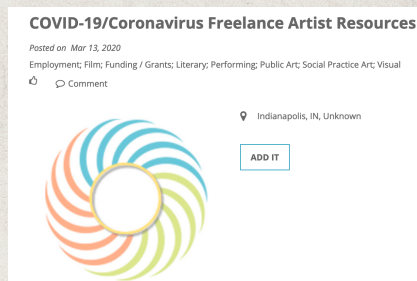 COVID-19/Coronavirus Freelance Artist Resources
Posted on Mar 13, 2020
Employment; Film; Funding / Grants; Literary; Performing; Public Art; Social Practice Art; Visual
Comment
Indianapolis, IN, Unknown
ADD IT